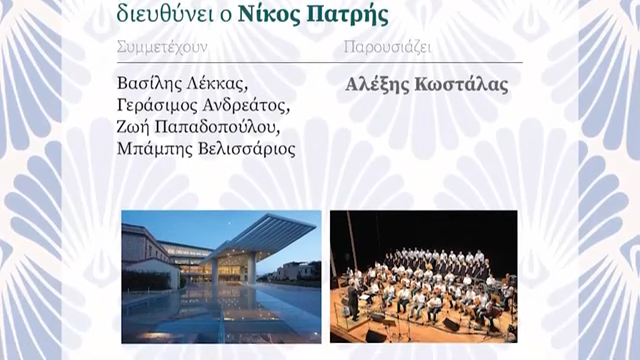 διευθύνει ο Νίκος Πατρής
Συμμετέχουν
Βασίλης Λέκκας,
Γεράσιμος Ανδρεάτος,
Ζωή Παπαδοπούλου,
Μπάμπης Βελισσάριος
Παρουσιάζει
Αλέξης Κωστάλας